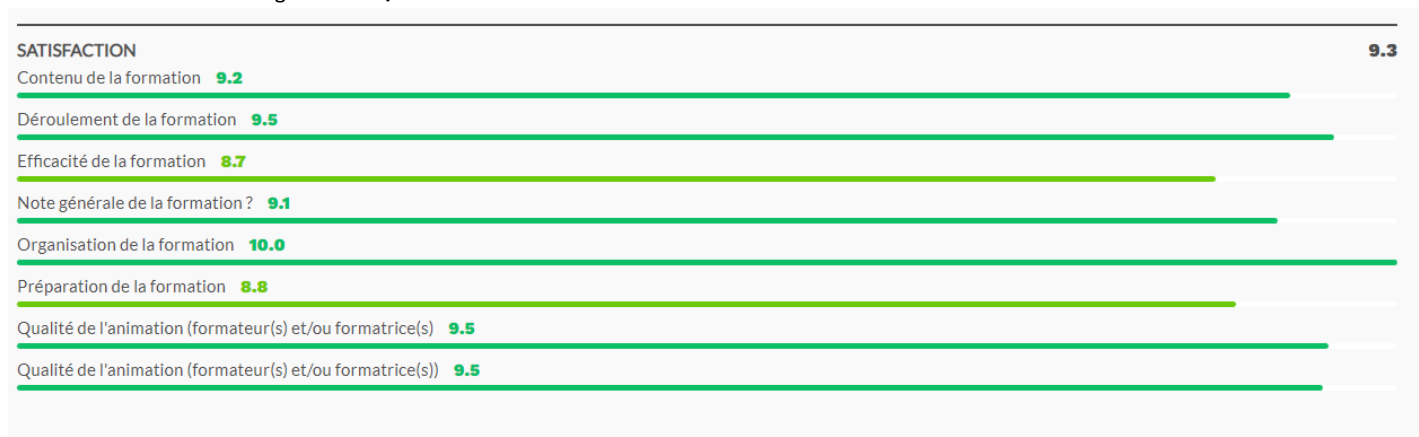 SATISFACTION 9.3
Contenu de la formation 9.2
Déroulement de la formation 9.5
Efficacité de la formation 8.7
Note générale de la formation ? 9.1
Organisation de la formation 10.0
Préparation de la formation 8.8
Qualité de l'animation (formateur(s) et/ou formatrice(s) 9.5
Qualité de l'animation (formateur(s) et/ou formatrice(s)) 9.5